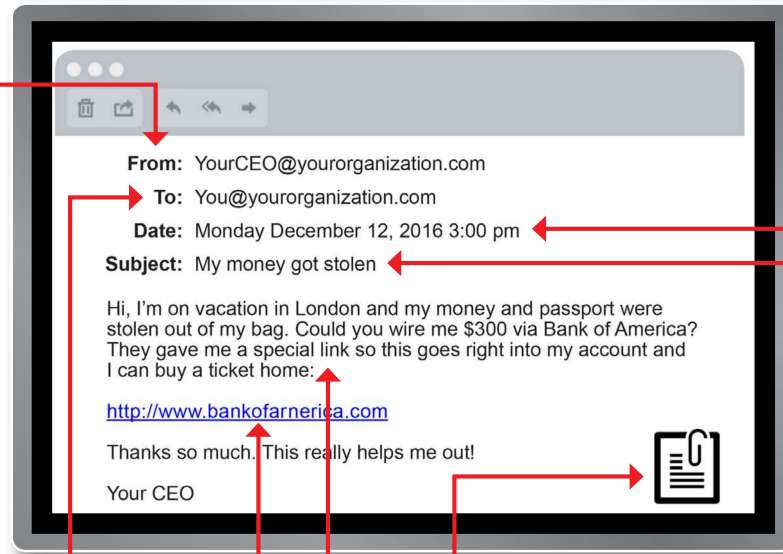 From: YourCEO@yourorganization.com
To: You@yourorganization.com
Date: Monday December 12, 2016 3:00 pm
Subject: My money got stolen
Hi, I'm on vacation in London and my money and passport were
stolen out of my bag. Could you wire me $300 via Bank of America?
They gave me a special link so this goes right into my account and
I can buy a ticket home:
http://www.bankofarnerica.com
Thanks so much. This really helps me out!
Your CEO